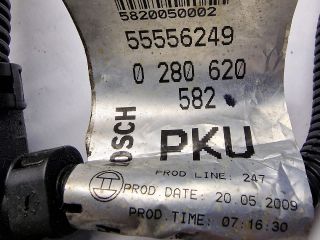 5820050002
55556249
0 280 620
582
BOSCH
PKU
PROD LINE: 2A7
PROD DATE: 20.05 2009
PROD.TIME: 07:16:30